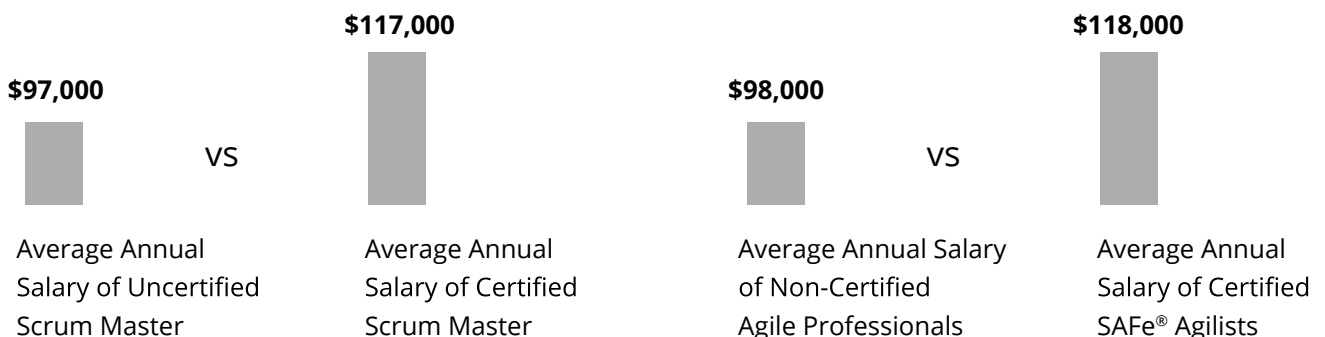 $97,000
vs
$117,000
Average Annual
Salary of Uncertified
Scrum Master
Average Annual
Salary of Certified
Scrum Master
$98,000
vs
$118,000
Average Annual Salary
of Non-Certified
Agile Professionals
Average Annual
Salary of Certified
SAFe® Agilists